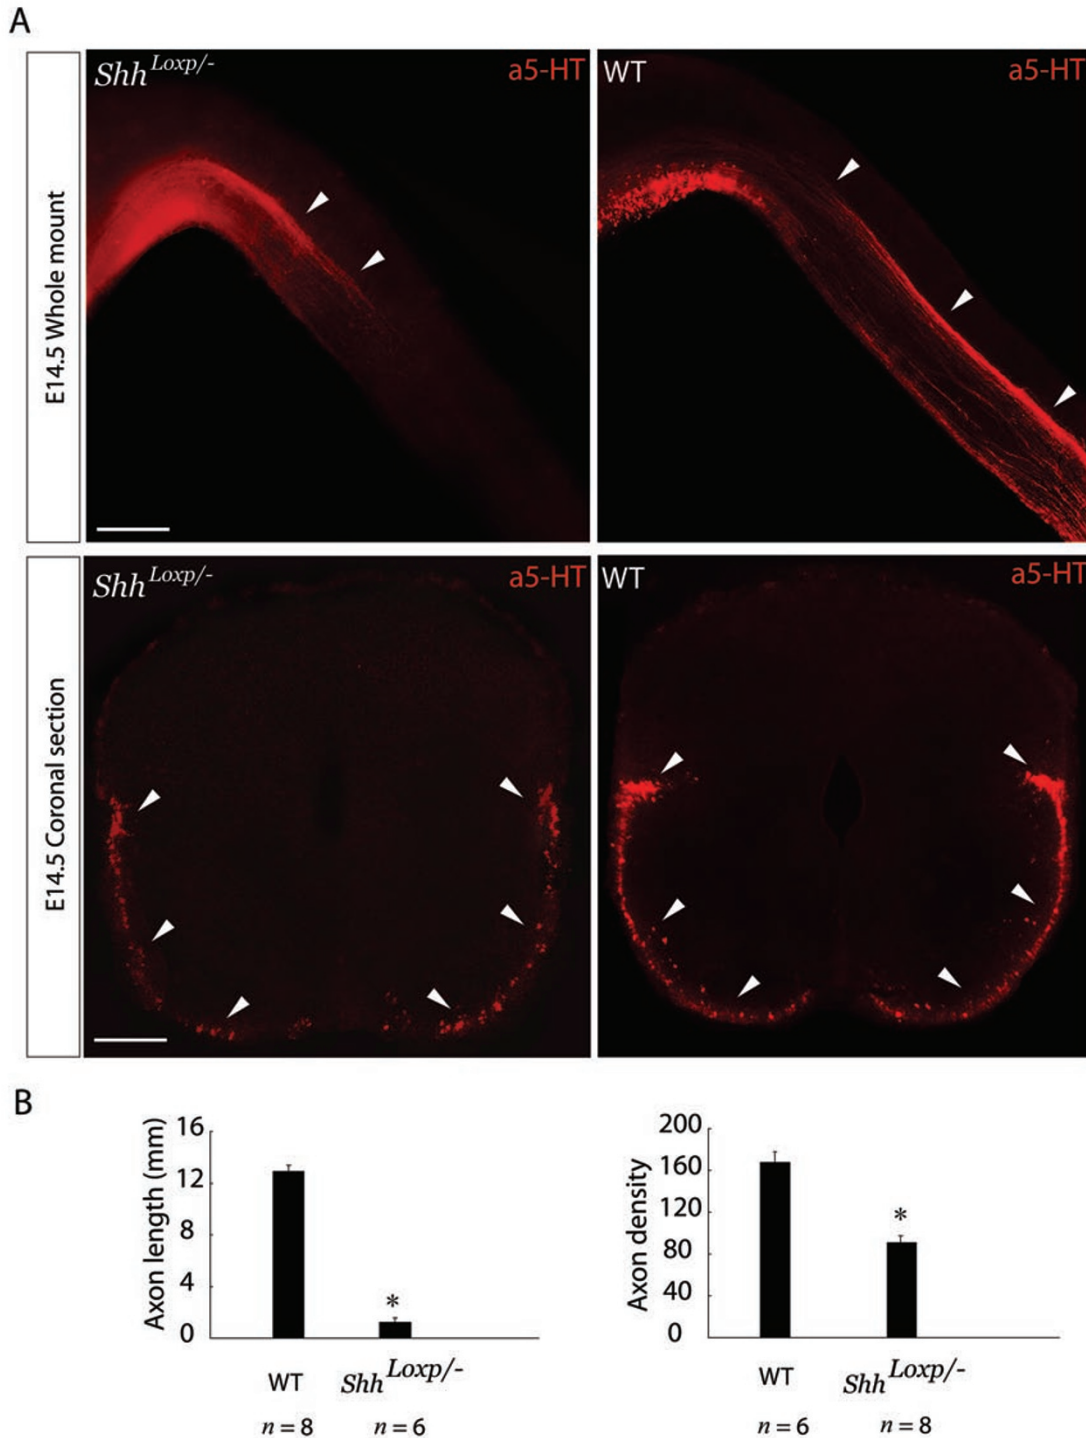 A
E14.5 Whole mount
Shh^Loxp/- a5-HT
WT a5-HT
E14.5 Coronal section
Shh^Loxp/- a5-HT
WT a5-HT
B
Axon length (mm)
16
12
8
4
0
*
WT Shh^Loxp/-
n = 8 n = 6
Axon density
200
160
120
80
40
0
*
WT Shh^Loxp/-
n = 6 n = 8